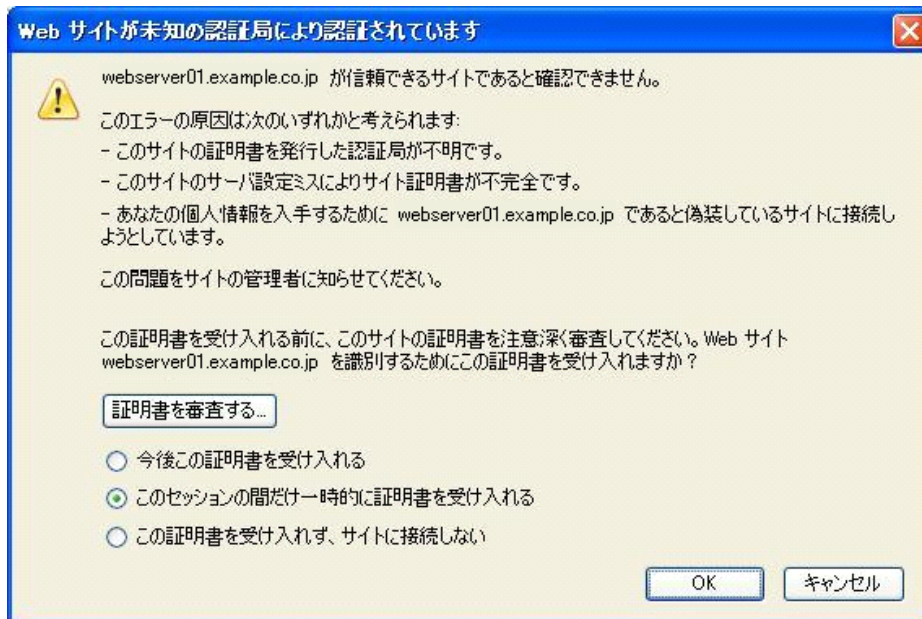 Web サイトが未知の認証局により認証されています
webserver01.example.co.jp が信頼できるサイトであると確認できません。
このエラーの原因は次のいずれかと考えられます:
- このサイトの証明書を発行した認証局が不明です。
- このサイトのサーバ設定ミスによりサイト証明書が不完全です。
- あなたの個人情報を入手するために webserver01.example.co.jp であると偽装しているサイトに接続し
ようとしています。
この問題をサイトの管理者に知らせてください。
この証明書を受け入れる前に、このサイトの証明書を注意深く審査してください。Web サイト
webserver01.example.co.jp を識別するためにこの証明書を受け入れますか?
証明書を審査する...
今後この証明書を受け入れる
このセッションの間だけ一時的に証明書を受け入れる
この証明書を受け入れず、サイトに接続しない
OK キャンセル